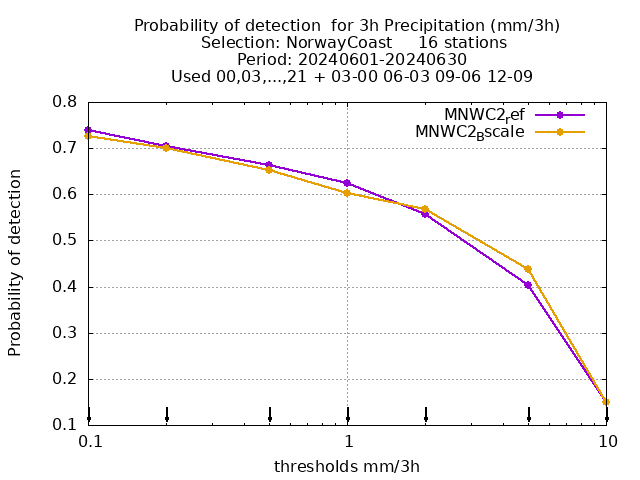 Probability of detection  for 3h Precipitation (mm/3h)
Selection: NorwayCoast     16 stations
Period: 20240601-20240630
Used 00,03,...,21 + 03-00 06-03 09-06 12-09
MNWC2ref
MNWC2Bscale
Probability of detection
0.8
0.7
0.6
0.5
0.4
0.3
0.2
0.1
0.1 1 10
thresholds mm/3h